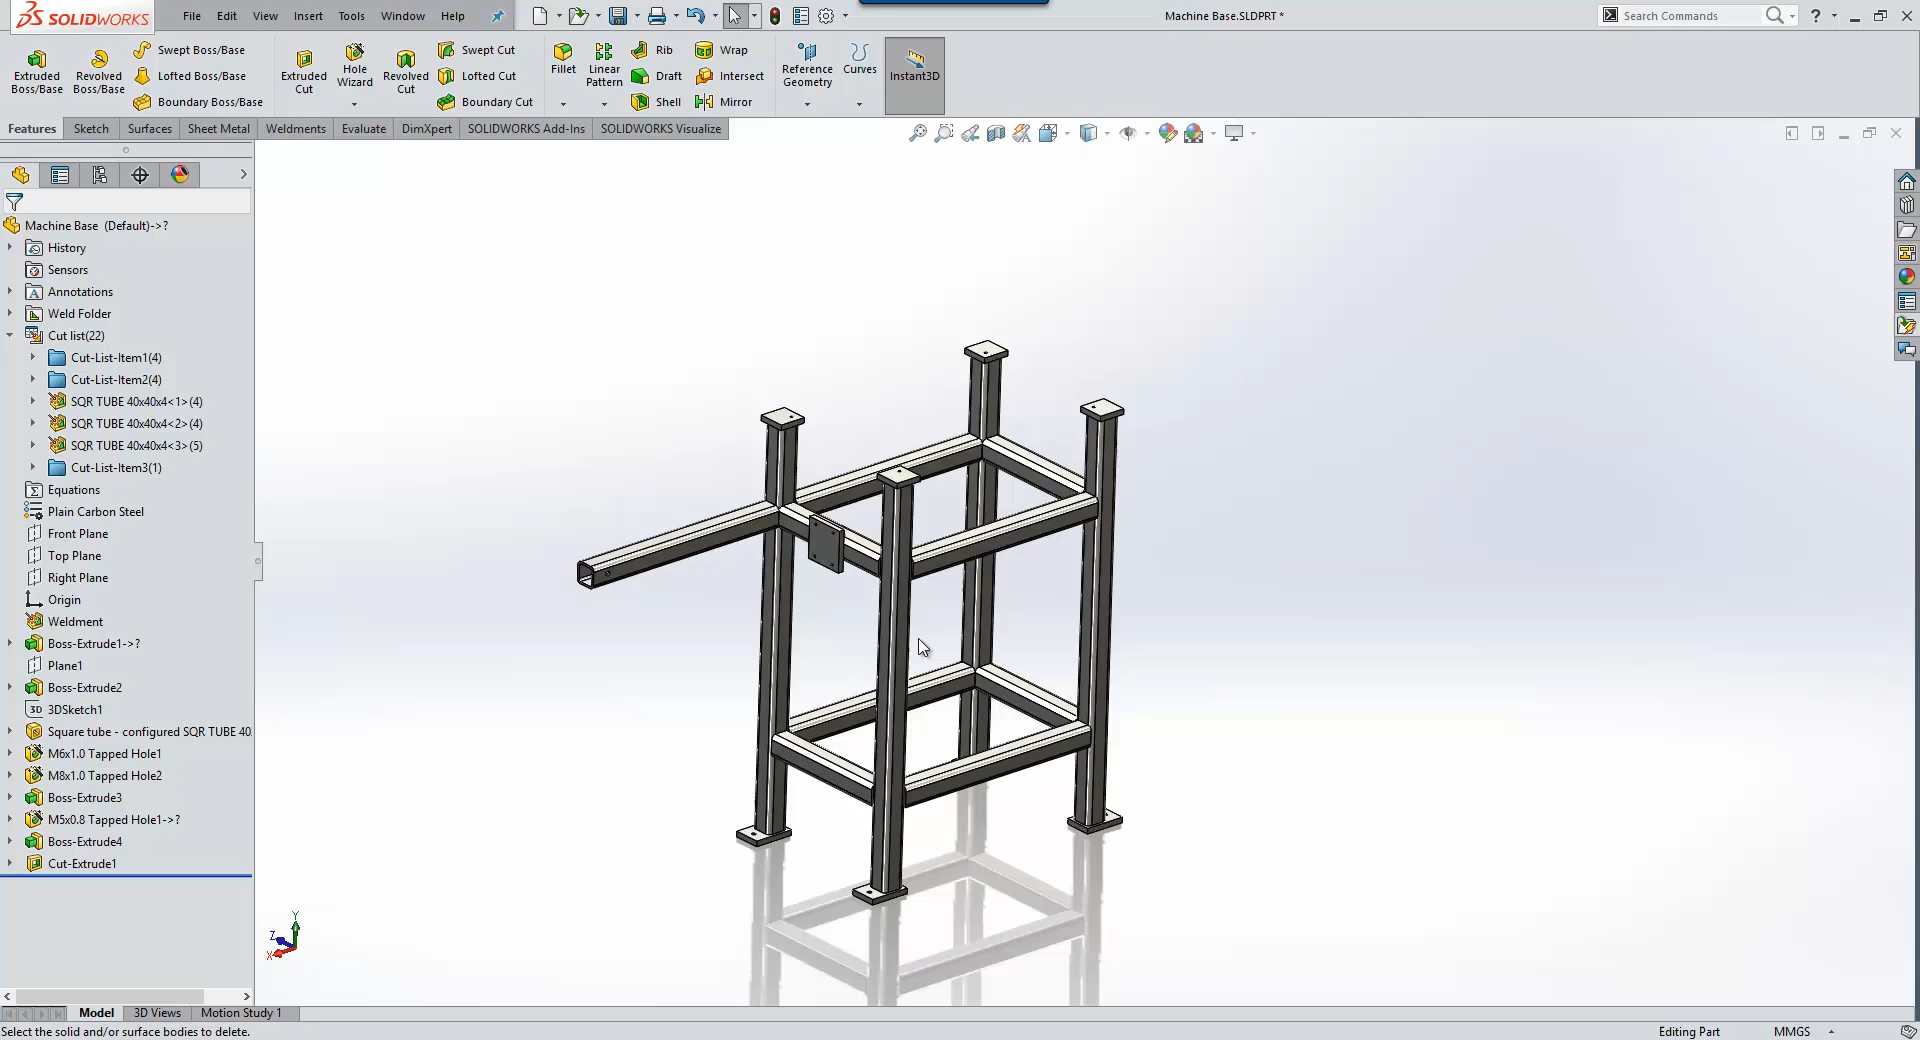 SOLIDWORKS
File Edit View Insert Tools Window Help
Machine Base.SLDPRT *
Search Commands
Extruded Boss/Base
Revolved Boss/Base
Swept Boss/Base
Lofted Boss/Base
Boundary Boss/Base
Extruded Cut
Hole Wizard
Revolved Cut
Swept Cut
Lofted Cut
Boundary Cut
Fillet
Linear Pattern
Rib
Draft
Shell
Wrap
Intersect
Mirror
Reference Geometry
Curves
Instant3D
Features Sketch Surfaces Sheet Metal Weldments Evaluate DimXpert SOLIDWORKS Add-Ins SOLIDWORKS Visualize
Machine Base (Default)->?
History
Sensors
Annotations
Weld Folder
Cut list(22)
Cut-List-Item1(4)
Cut-List-Item2(4)
SQR TUBE 40x40x4<1>(4)
SQR TUBE 40x40x4<2>(4)
SQR TUBE 40x40x4<3>(5)
Cut-List-Item3(1)
Equations
Plain Carbon Steel
Front Plane
Top Plane
Right Plane
Origin
Weldment
Boss-Extrude1->?
Plane1
Boss-Extrude2
3D 3DSketch1
Square tube - configured SQR TUBE 40
M6x1.0 Tapped Hole1
M8x1.0 Tapped Hole2
Boss-Extrude3
M5x0.8 Tapped Hole1->?
Boss-Extrude4
Cut-Extrude1
Y
Z
X
Model 3D Views Motion Study 1
Select the solid and/or surface bodies to delete.
Editing Part MMGS